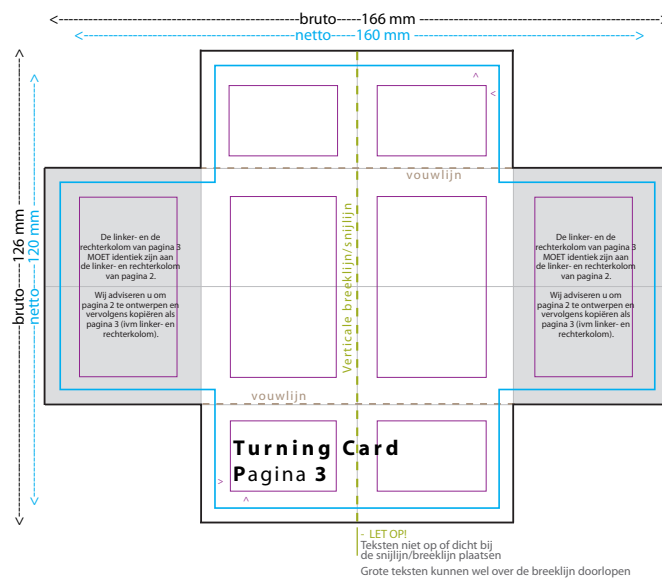 <-----------------------------bruto-----166 mm----------------------------->
<------------------------netto-----160 mm------------------------>
<---------------------bruto-----126 mm--------------------->
<------------------netto-----120 mm------------------>
^
<
vouwlijn
Verticale breeklijn/snijlijn
De linker- en de
rechterkolom van pagina 3
MOET identiek zijn aan
de linker- en rechterkolom
van pagina 2.
Wij adviseren u om
pagina 2 te ontwerpen en
vervolgens kopiëren als
pagina 3 (ivm linker- en
rechterkolom).
De linker- en de
rechterkolom van pagina 3
MOET identiek zijn aan
de linker- en rechterkolom
van pagina 2.
Wij adviseren u om
pagina 2 te ontwerpen en
vervolgens kopiëren als
pagina 3 (ivm linker- en
rechterkolom).
vouwlijn
Turning Card
Pagina 3
>
^
- LET OP!
Teksten niet op of dicht bij
de snijlijn/breeklijn plaatsen
Grote teksten kunnen wel over de breeklijn doorlopen